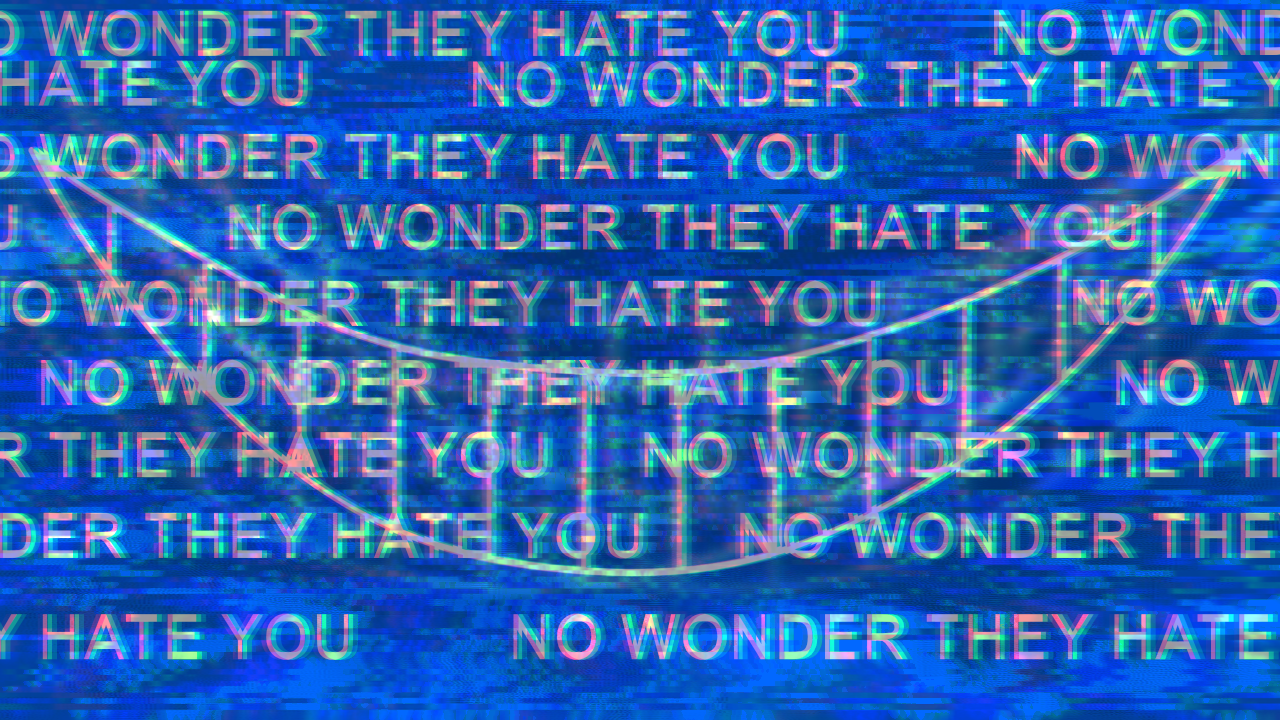 O WONDER THEY HATE YOU NO WOND
HATE YOU NO WONDER THEY HATE Y
O WONDER THEY HATE YOU NO WON
U NO WONDER THEY HATE YOU
NO WONDER THEY HATE YOU NO WO
NO WONDER THEY HATE YOU NO W
R THEY HATE YOU NO WONDER THEY H
DER THEY HATE YOU NO WONDER THE
Y HATE YOU NO WONDER THEY HATE